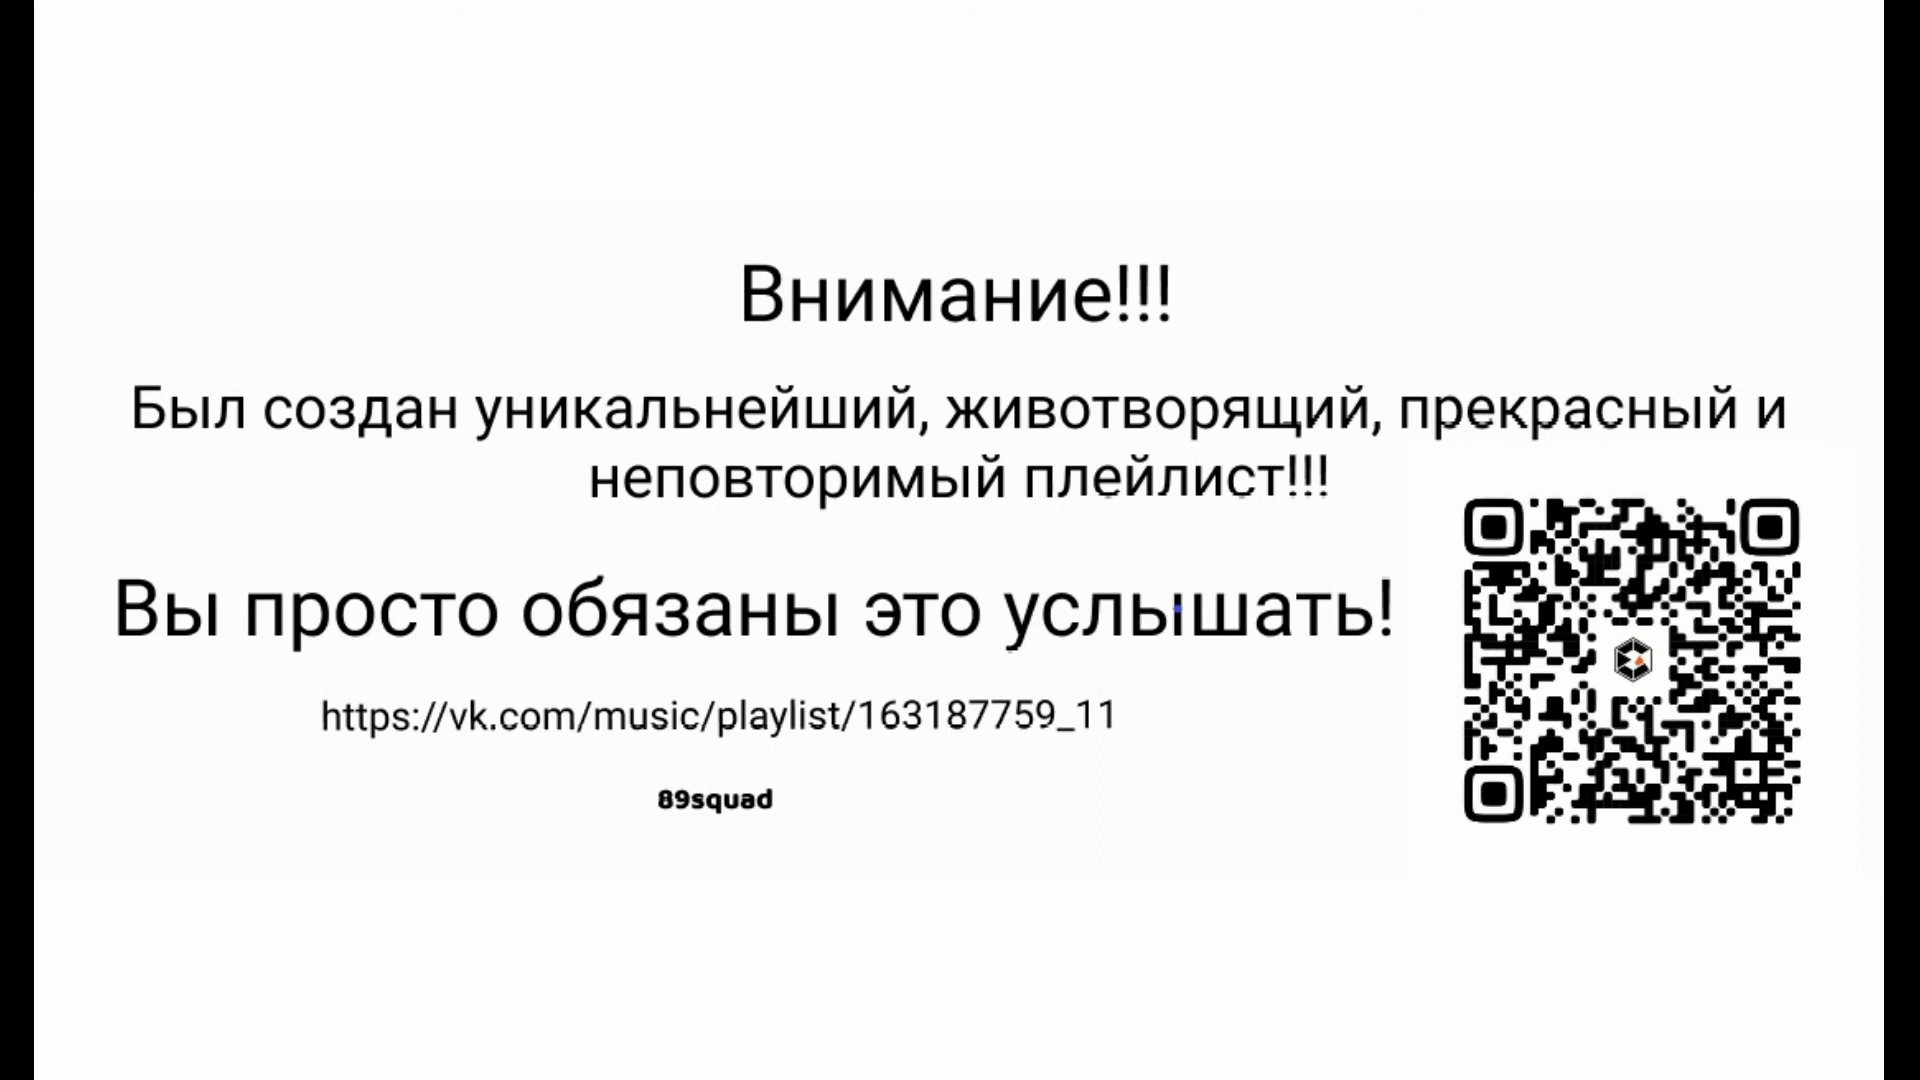 Внимание!!!
Был создан уникальнейший, животворящий, прекрасный и
неповторимый плейлист!!!
Вы просто обязаны это услышать!
https://vk.com/music/playlist/163187759_11
89squad